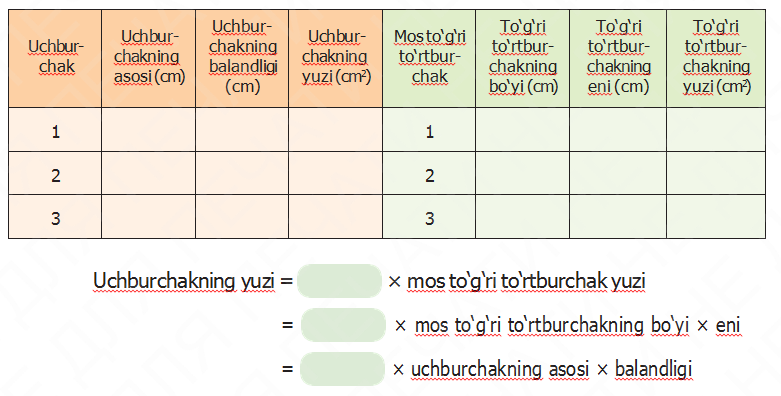 Uchbur-
chak
Uchbur-
chakning
asosi (cm)
Uchbur-
chakning
balandligi
(cm)
Uchbur-
chakning
yuzi (cm²)
Mos to‘g‘ri
to‘rtbur-
chak
To‘g‘ri
to‘rtbur-
chakning
bo‘yi (cm)
To‘g‘ri
to‘rtbur-
chakning
eni (cm)
To‘g‘ri
to‘rtbur-
chakning
yuzi (cm²)
1 1
2 2
3 3
Uchburchakning yuzi = × mos to‘g‘ri to‘rtburchak yuzi
= × mos to‘g‘ri to‘rtburchakning bo‘yi × eni
= × uchburchakning asosi × balandligi